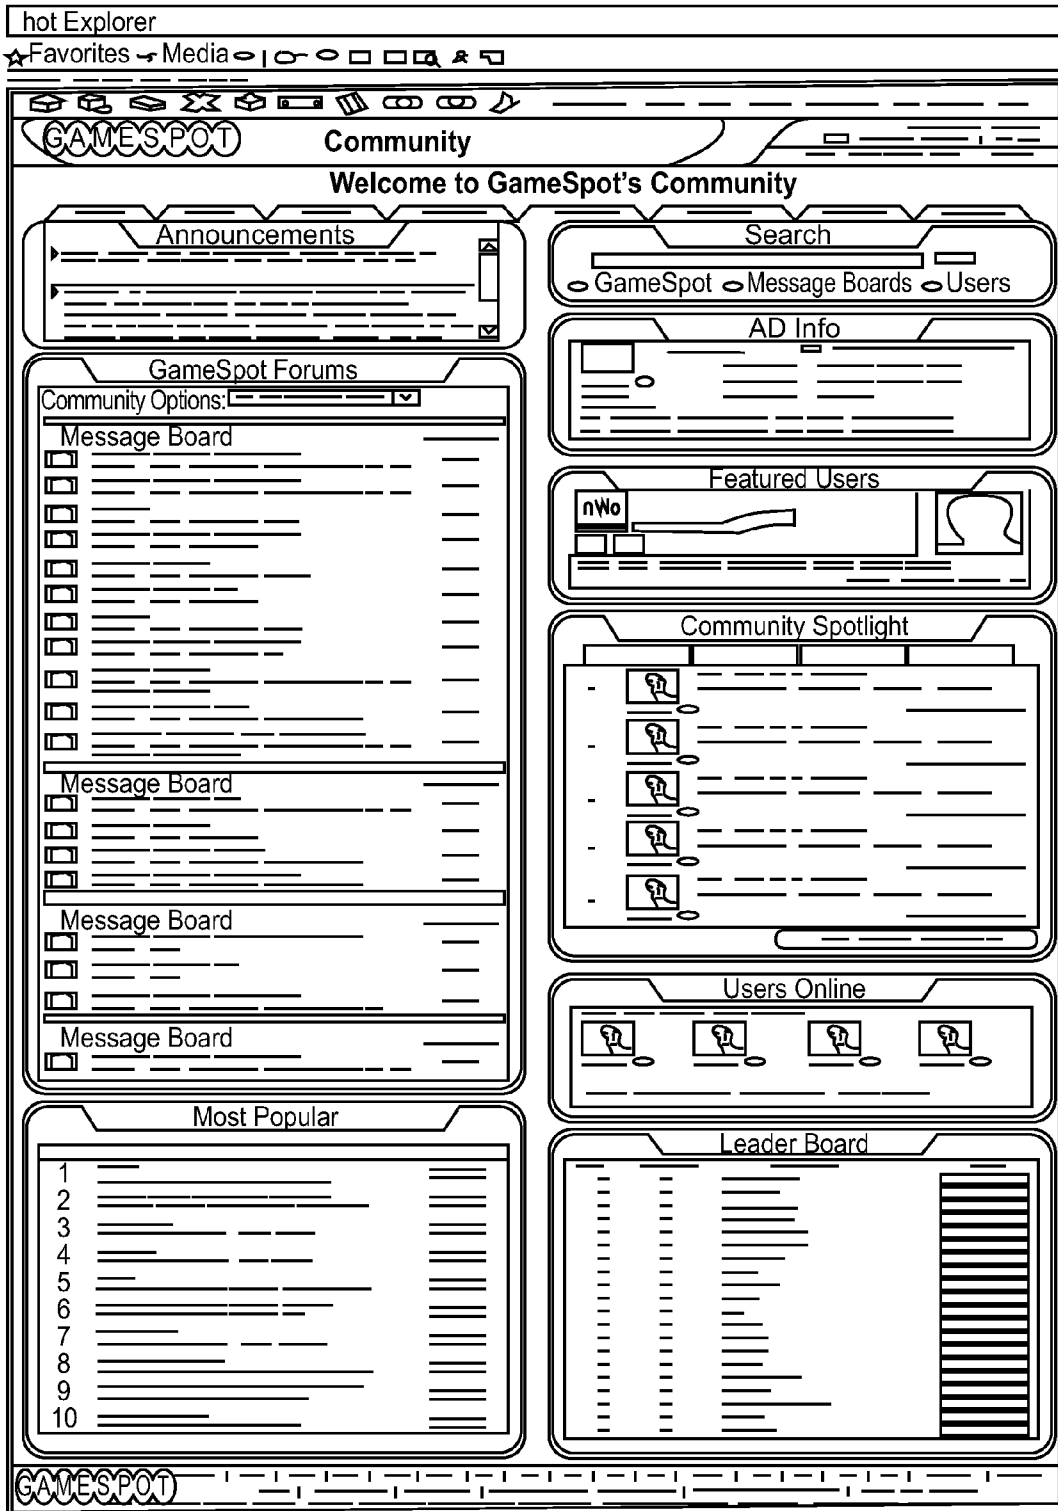 hot Explorer
Favorites Media
GAMESPOT Community
Welcome to GameSpot's Community
Announcements
GameSpot Forums
Community Options:
Message Board
Message Board
Message Board
Message Board
Most Popular
1
2
3
4
5
6
7
8
9
10
Search
GameSpot Message Boards Users
AD Info
Featured Users
nWo
Community Spotlight
Users Online
Leader Board
GAMESPOT